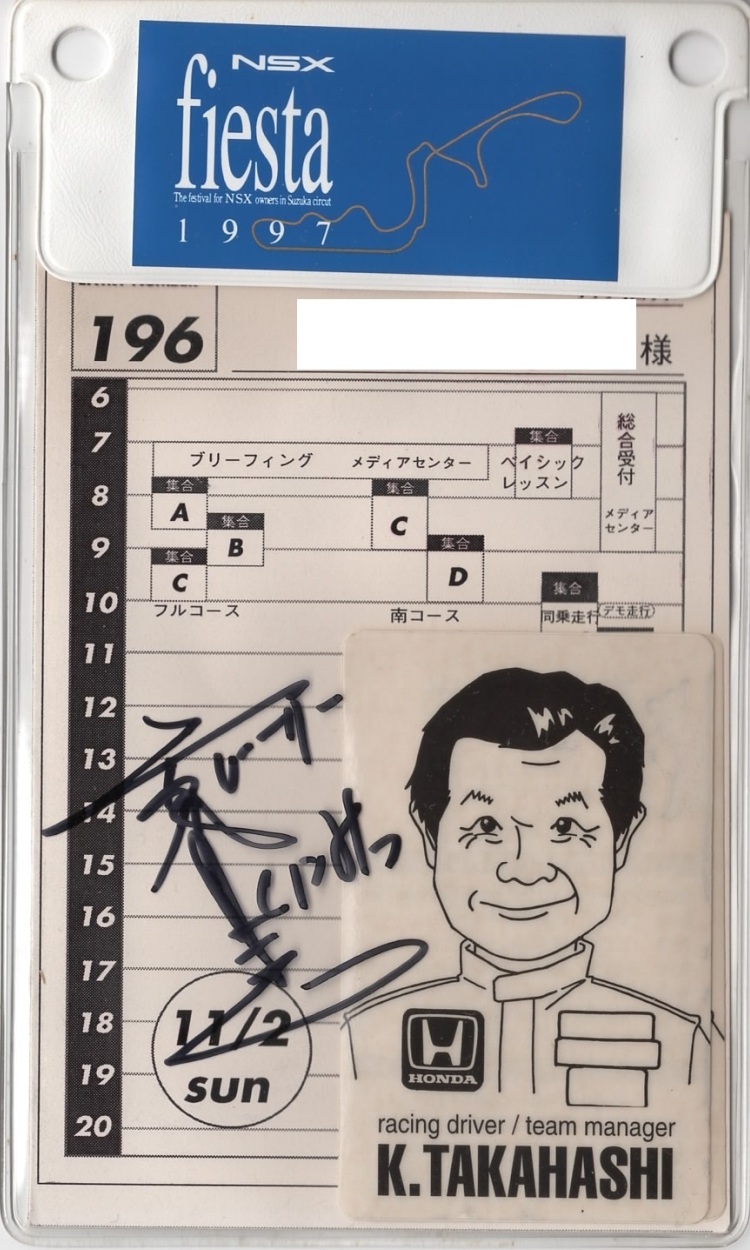 NSX
fiesta
The festival for NSX owners in Suzuka circut
1997
196
様
6
7
8
9
10
11
12
13
14
15
16
17
18
19
20
ブリーフィング
メディアセンター
集合
ベイシック
レッスン
総合受付
メディア
センター
集合
A
集合
B
集合
C
集合
C
集合
D
フルコース
南コース
集合
同乗走行
デモ走行
11/2
sun
HONDA
racing driver / team manager
K.TAKAHASHI